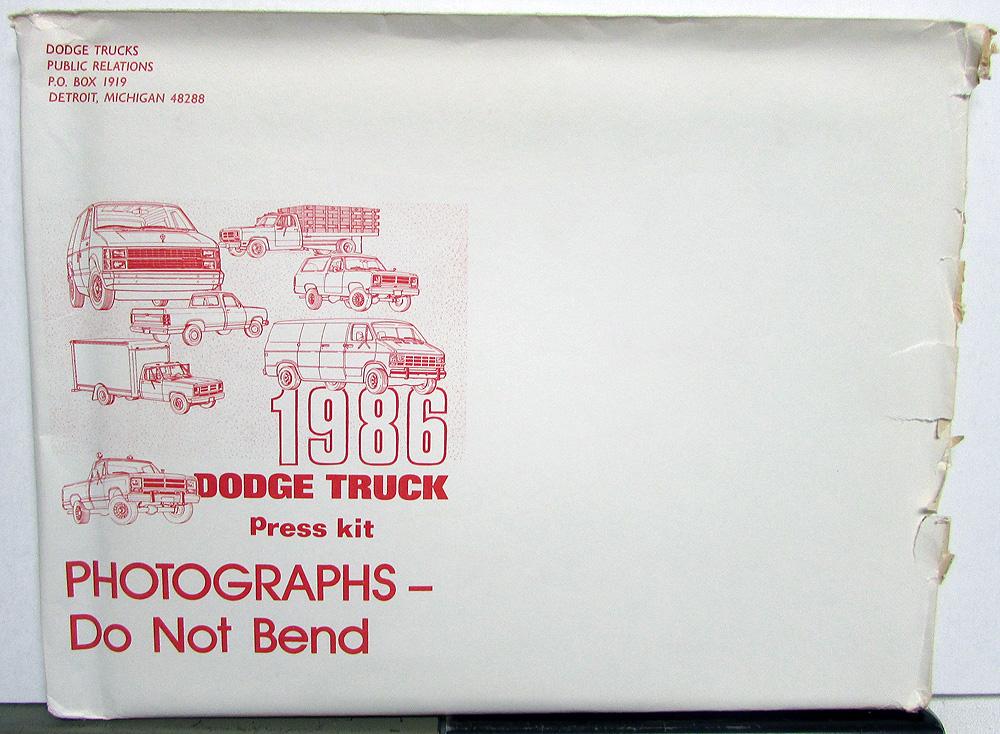 DODGE TRUCKS
PUBLIC RELATIONS
P.O. BOX 1919
DETROIT, MICHIGAN 48288
1986
DODGE TRUCK
Press kit
PHOTOGRAPHS –
Do Not Bend